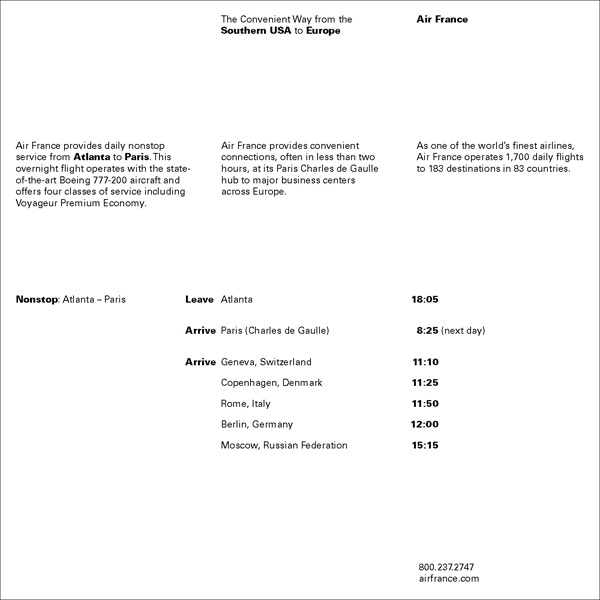 The Convenient Way from the
Southern USA to Europe
Air France
Air France provides daily nonstop
service from Atlanta to Paris. This
overnight flight operates with the state-
of-the-art Boeing 777-200 aircraft and
offers four classes of service including
Voyageur Premium Economy.
Air France provides convenient
connections, often in less than two
hours, at its Paris Charles de Gaulle
hub to major business centers
across Europe.
As one of the world's finest airlines,
Air France operates 1,700 daily flights
to 183 destinations in 83 countries.
Nonstop: Atlanta – Paris Leave Atlanta 18:05
Arrive Paris (Charles de Gaulle) 8:25 (next day)
Arrive Geneva, Switzerland 11:10
Copenhagen, Denmark 11:25
Rome, Italy 11:50
Berlin, Germany 12:00
Moscow, Russian Federation 15:15
800.237.2747
airfrance.com